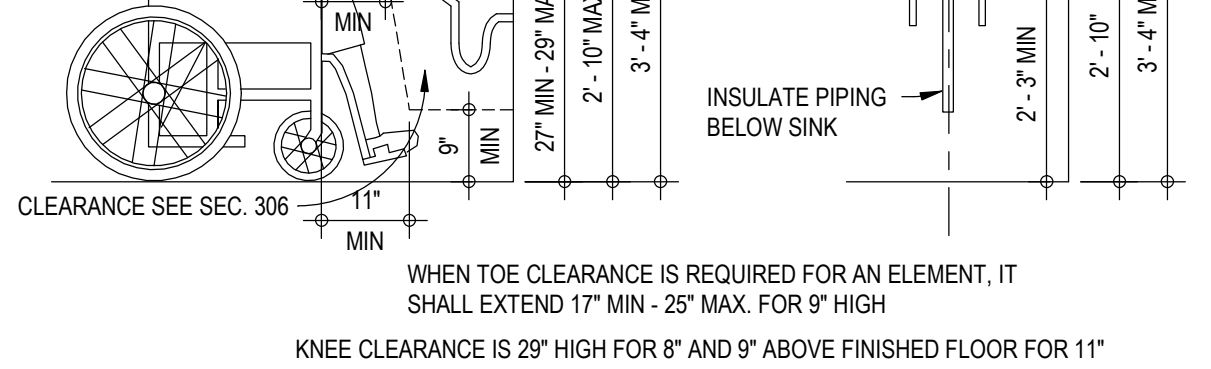 MIN
9"
MIN
27" MIN - 29"
2' - 10" MAX
3' - 4"
INSULATE PIPING
BELOW SINK
2' - 3" MIN
2' - 10"
3' - 4"
CLEARANCE SEE SEC. 306
11"
MIN
WHEN TOE CLEARANCE IS REQUIRED FOR AN ELEMENT, IT
SHALL EXTEND 17" MIN - 25" MAX. FOR 9" HIGH
KNEE CLEARANCE IS 29" HIGH FOR 8" AND 9" ABOVE FINISHED FLOOR FOR 11"